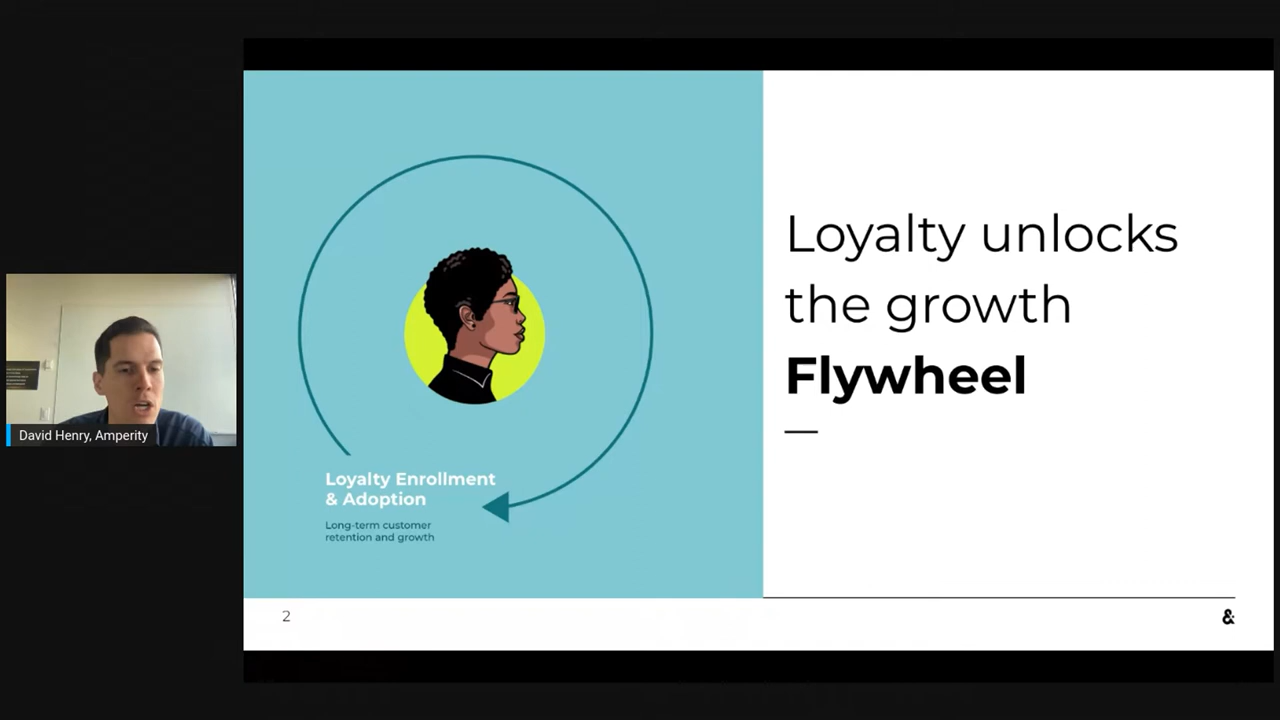 David Henry, Amperity
Loyalty unlocks
the growth
Flywheel
Loyalty Enrollment
& Adoption
Long-term customer
retention and growth
2
&